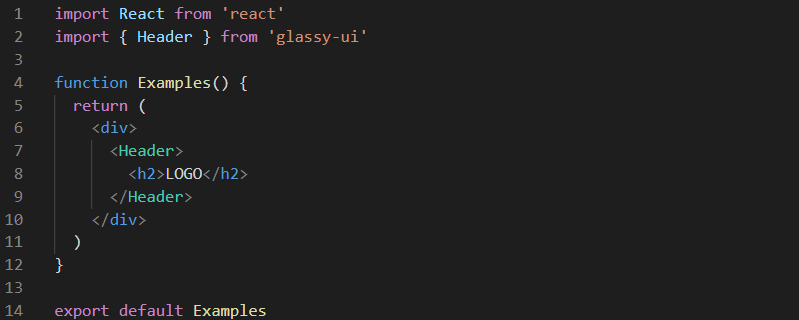 1 import React from 'react'
2 import { Header } from 'glassy-ui'
3
4 function Examples() {
5   return (
6     <div>
7       <Header>
8         <h2>LOGO</h2>
9       </Header>
10     </div>
11   )
12 }
13
14 export default Examples